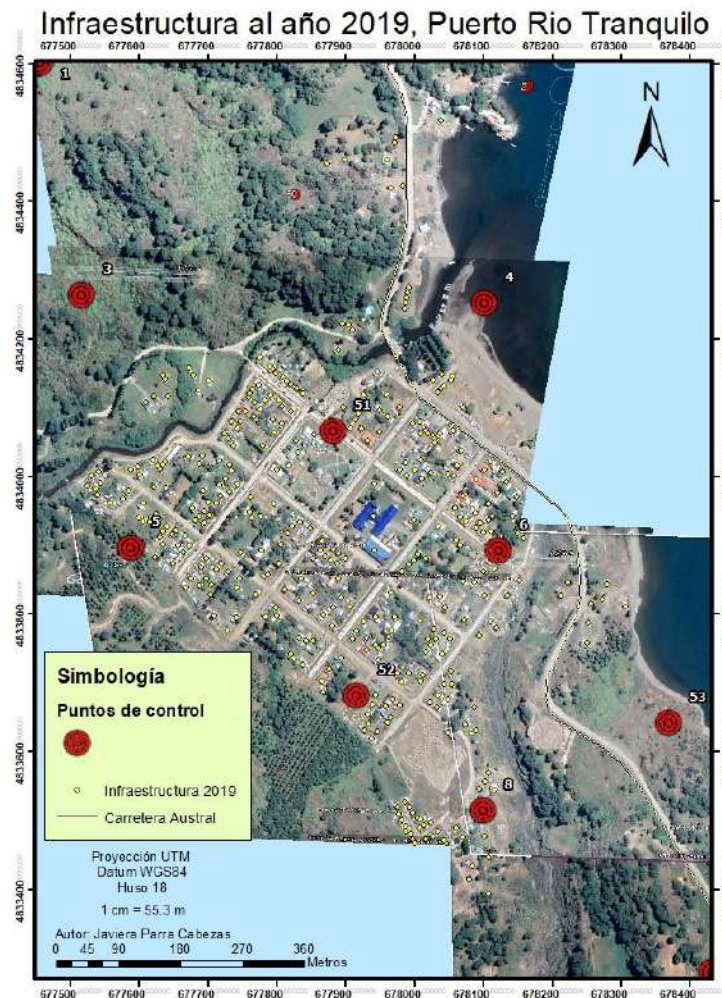 Infraestructura al año 2019, Puerto Rio Tranquilo
677500 677600 677700 677800 677900 678000 678100 678200 678300 678400
4834600
4834400
4834200
4834000
4833800
4833600
4833400
N
1
3
4
51
5
6
52
53
8
Simbología
Puntos de control
Infraestructura 2019
Carretera Austral
Proyección UTM
Datum WGS84
Huso 18
1 cm = 55.3 m
Autor: Javiera Parra Cabezas
0 45 90 180 270 360
Metros
677500 677600 677700 677800 677900 678000 678100 678200 678300 678400